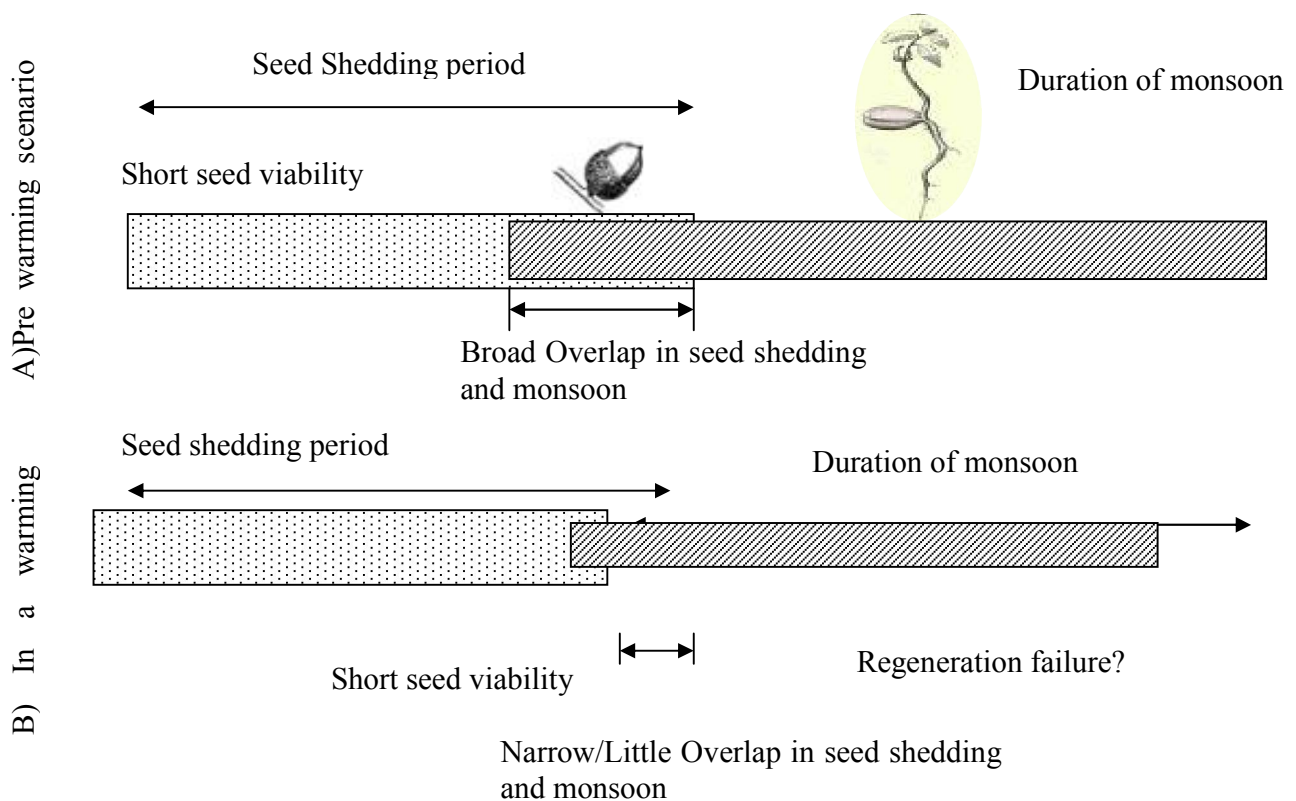 A)Pre warming scenario
Seed Shedding period
Duration of monsoon
Short seed viability
Broad Overlap in seed shedding
and monsoon
B) In a warming
Seed shedding period
Duration of monsoon
Short seed viability
Regeneration failure?
Narrow/Little Overlap in seed shedding
and monsoon